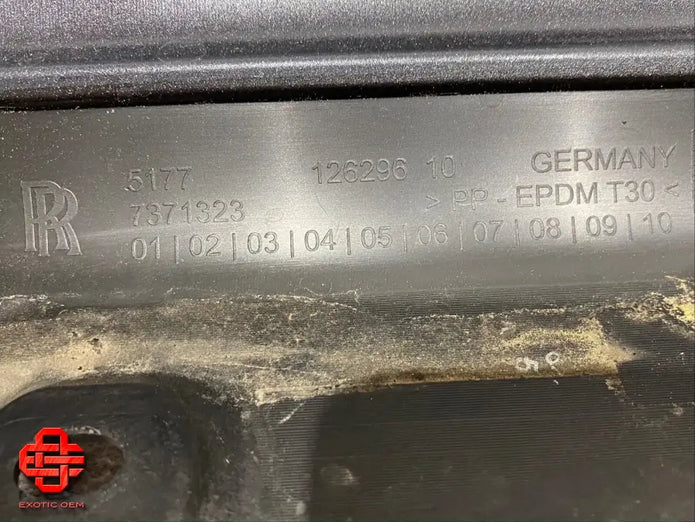 RR
5177 126296 10 GERMANY
7371323 > PP - EPDM T30 <
01 | 02 | 03 | 04 | 05 | 06 | 07 | 08 | 09 | 10
EXOTIC OEM